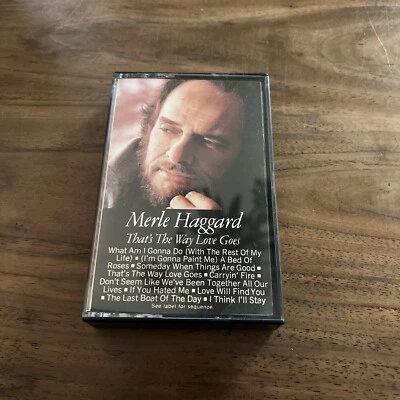 Merle Haggard
That's The Way Love Goes
What Am I Gonna Do (With The Rest Of My
Life) ■ (I'm Gonna Paint Me) A Bed Of
Roses ■ Someday When Things Are Good ■
That's The Way Love Goes ■ Carryin' Fire ■
Don't Seem Like We've Been Together All Our
Lives ■ If You Hated Me ■ Love Will Find You
■ The Last Boat Of The Day ■ I Think I'll Stay
See label for sequence